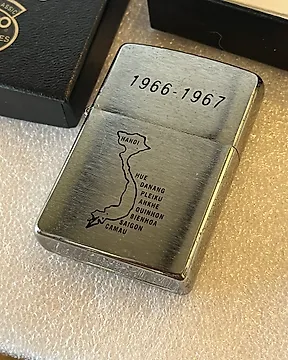 1966-1967
HANOI
HUE
DANANG
PLEIKU
ANKHE
QUINHON
BIENHOA
SAIGON
CAMAU